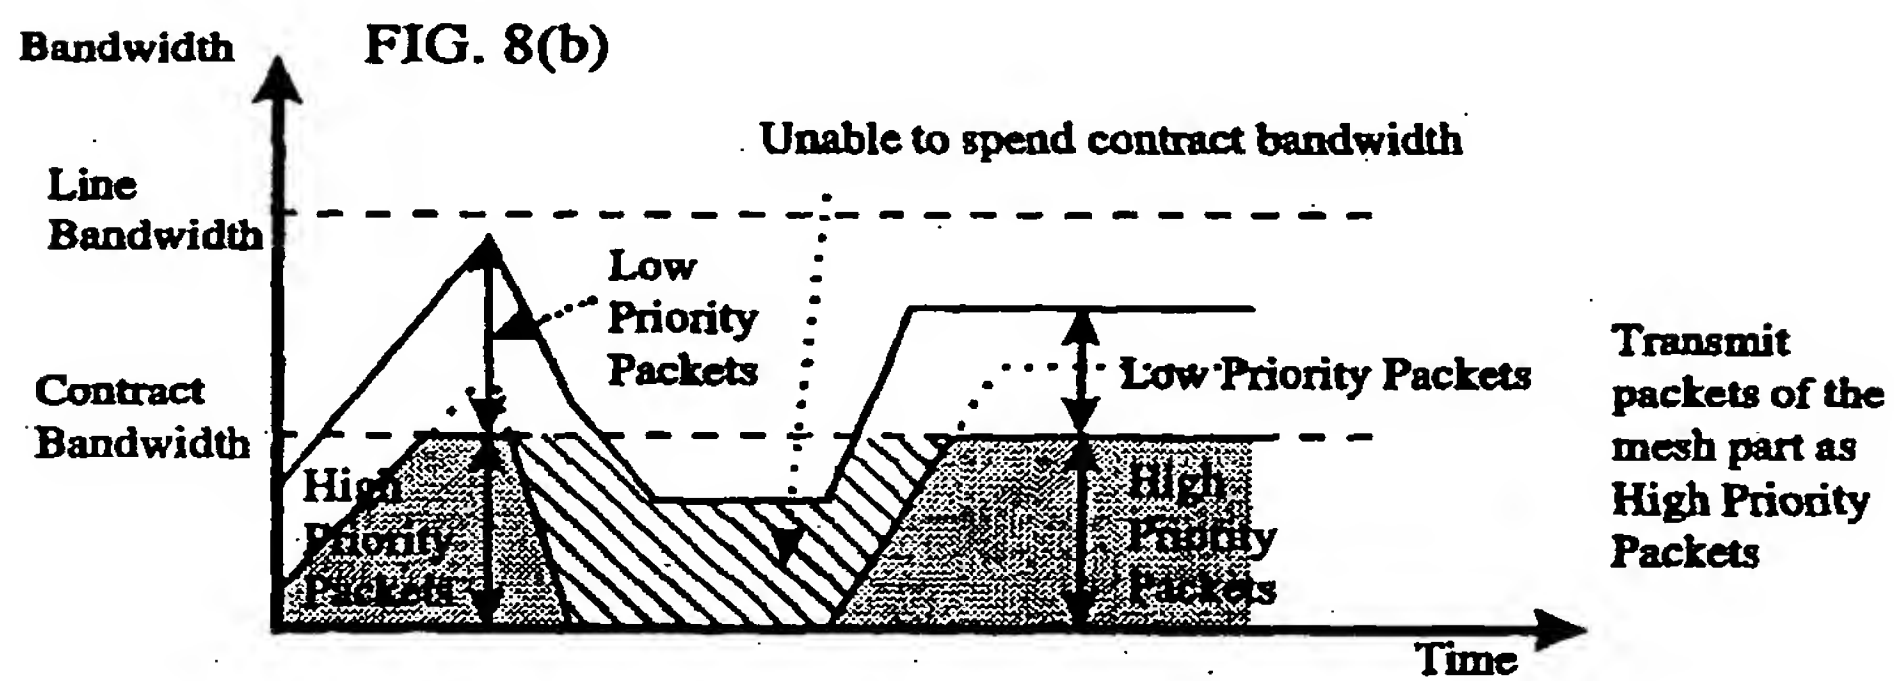 Bandwidth
FIG. 8(b)
Unable to spend contract bandwidth
Line
Bandwidth
Low
Priority
Packets
Contract
Bandwidth
Low Priority Packets
High
Priority
Packets
High
Priority
Packets
Transmit
packets of the
mesh part as
High Priority
Packets
Time